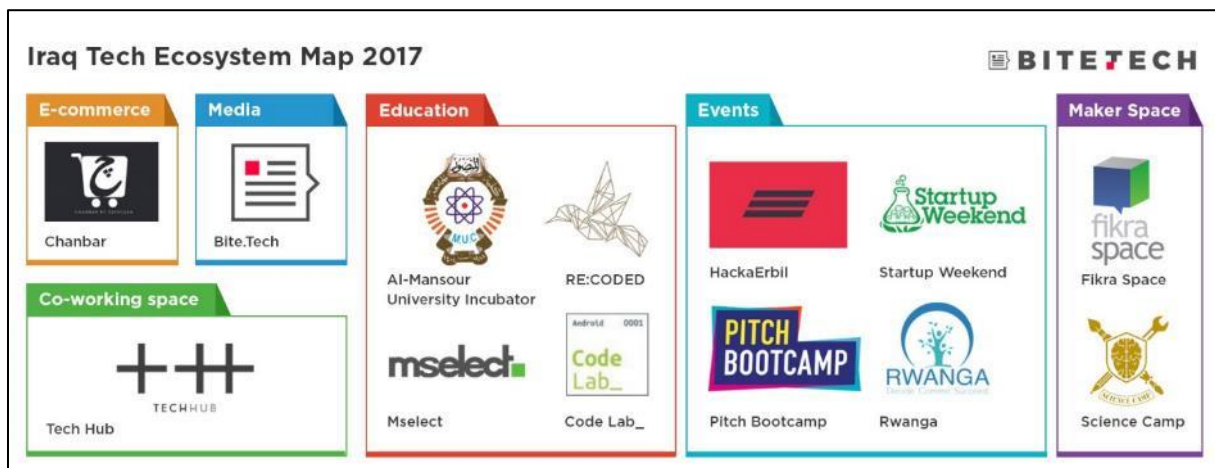 Iraq Tech Ecosystem Map 2017
BITETECH
E-commerce
چ
Chanbar
Media
Bite.Tech
Co-working space
TECHHUB
Tech Hub
Education
M.U.C
Al-Mansour
University Incubator
RE:CODED
mselect
Mselect
Android 0001
Code
Lab_
Code Lab_
Events
HackaErbil
Startup
Weekend
Startup Weekend
PITCH
BOOTCAMP
Pitch Bootcamp
RWANGA
Rwanga
Maker Space
fikra
space
Fikra Space
SCIENCE CAMP
Science Camp